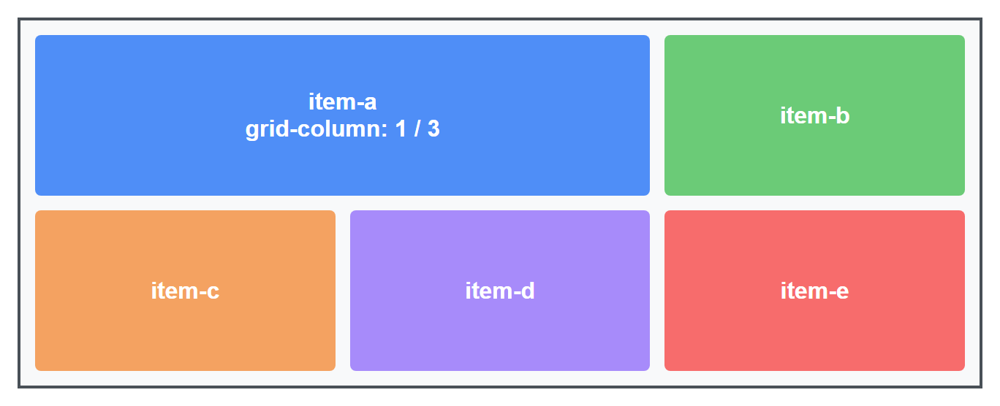 item-a
grid-column: 1 / 3
item-b
item-c
item-d
item-e